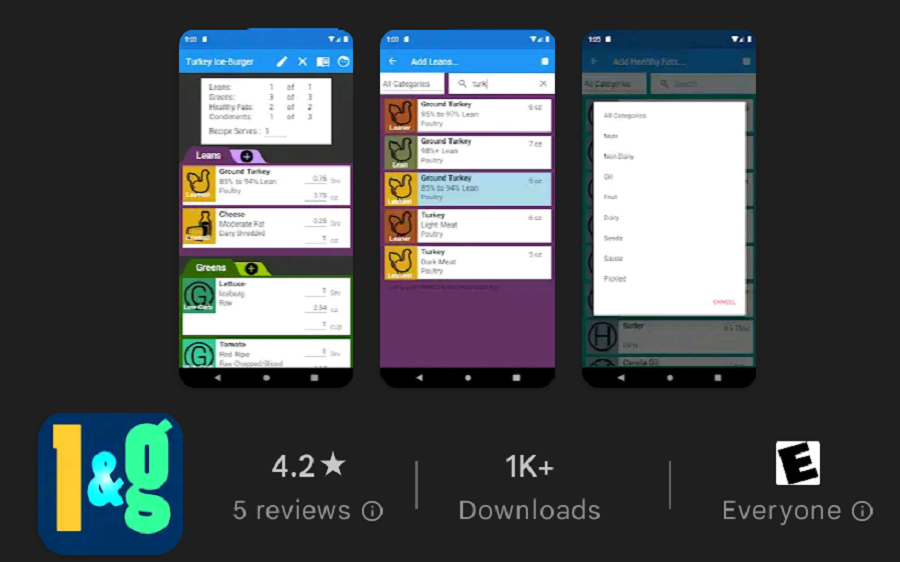 9:03
Turkey Ice-Burger
Leans: 1 of 1
Greens: 3 of 3
Healthy Fats: 2 of 2
Condiments: 1 of 3
Recipe Serves :
Leans
Ground Turkey
85% to 94% Lean
Poultry
0.75 Srv
3.75 oz
Leanest
Cheese
Moderate Fat
Dairy Shredded
0.25 Srv
1 oz
Greens
Lettuce
Iceburg
Raw
Low-Carb
1 Srv
2.54 oz
1 cup
Tomato
Red Ripe
Raw Chopped/Sliced
1 Srv
9:03
Add Leans...
All Categories
turk
Ground Turkey
95% to 97% Lean
Poultry
6 oz
Leaner
Ground Turkey
98%+ Lean
Poultry
7 oz
Lean
Ground Turkey
85% to 94% Lean
Poultry
5 oz
Turkey
Light Meat
Poultry
6 oz
Leaner
Turkey
Dark Meat
Poultry
5 oz
9:05
Add Healthy Fats...
All Categories
Search
All Categories
Nuts
Non Dairy
Oil
Fruit
Dairy
Seeds
Sauce
Pickled
CANCEL
H
Butter
Dairy
Canola Oil
l&g
4.2★
5 reviews
1K+
Downloads
E
Everyone